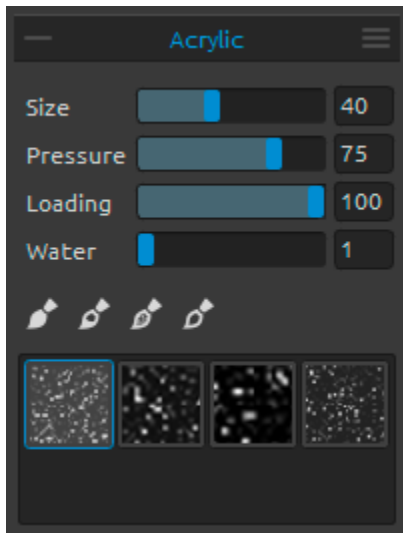 Acrylic
Size 40
Pressure 75
Loading 100
Water 1